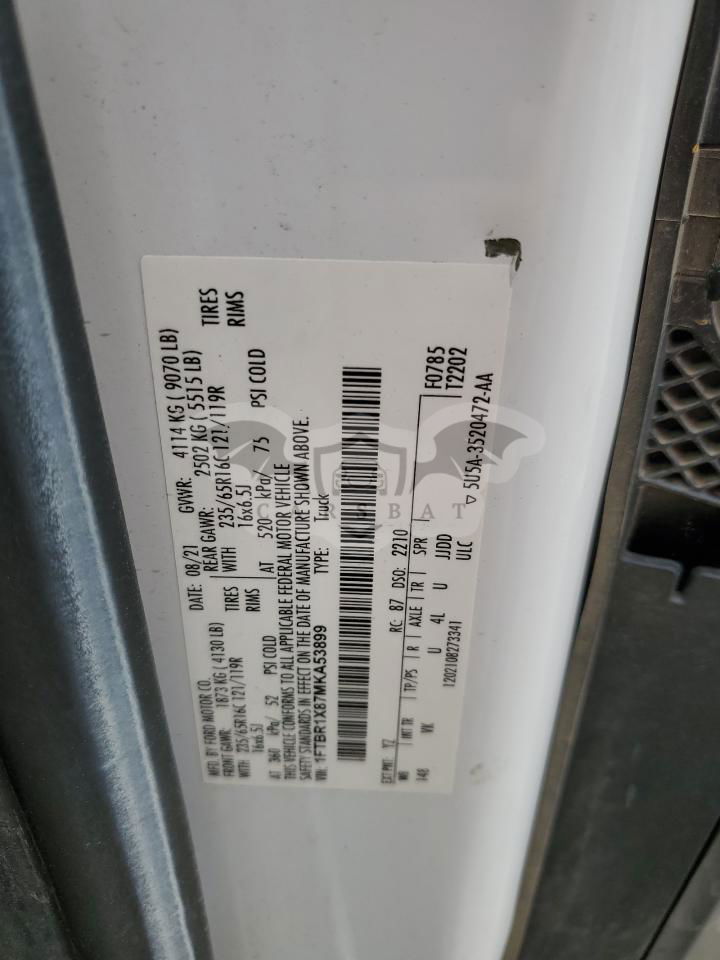 MFD. BY FORD MOTOR CO.
DATE: 08/21 GVWR: 4114 KG ( 9070 LB)
FRONT GAWR: 1873 KG ( 4130 LB)
REAR GAWR: 2502 KG ( 5515 LB)
WITH 235/65R16C 121/119R TIRES
WITH 235/65R16C 121/119R TIRES
16x6.5J RIMS
16x6.5J RIMS
AT 360 kPa/ 52 PSI COLD
AT 520 kPa/ 75 PSI COLD
THIS VEHICLE CONFORMS TO ALL APPLICABLE FEDERAL MOTOR VEHICLE
SAFETY STANDARDS IN EFFECT ON THE DATE OF MANUFACTURE SHOWN ABOVE.
VIN: 1FTBR1X87MKA53899 TYPE: Truck
EXT PNT: YZ RC: 87 DSO: 2210 F0785
WB INT TR TP/PS R AXLE TR SPR T2202
148 VK U 4L U JJDD
1202108273341 ULC ▽5U5A-3520472-AA
CARSBAT